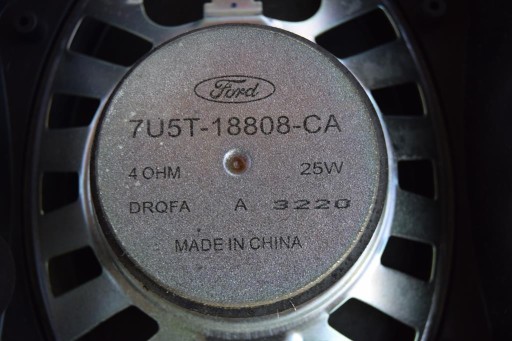 Ford
7U5T-18808-CA
4 OHM 25W
DRQFA A 3220
MADE IN CHINA